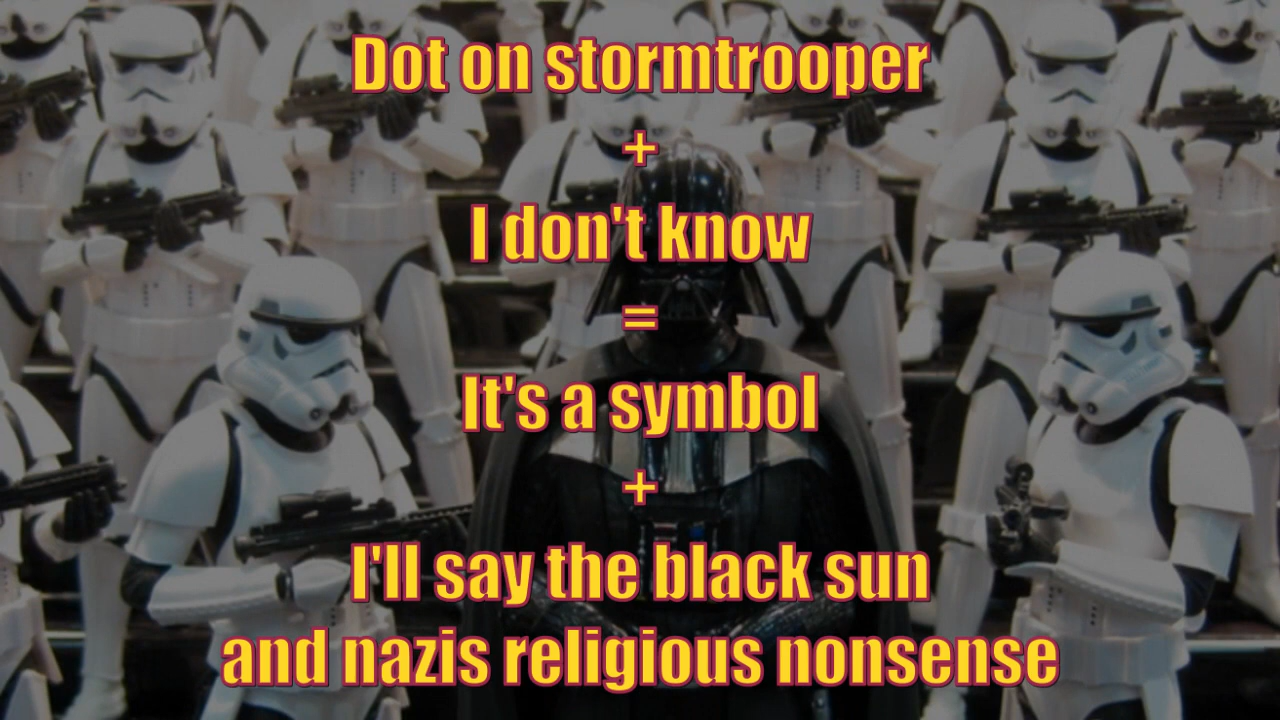 Dot on stormtrooper
+
I don't know
=
It's a symbol
+
I'll say the black sun
and nazis religious nonsense